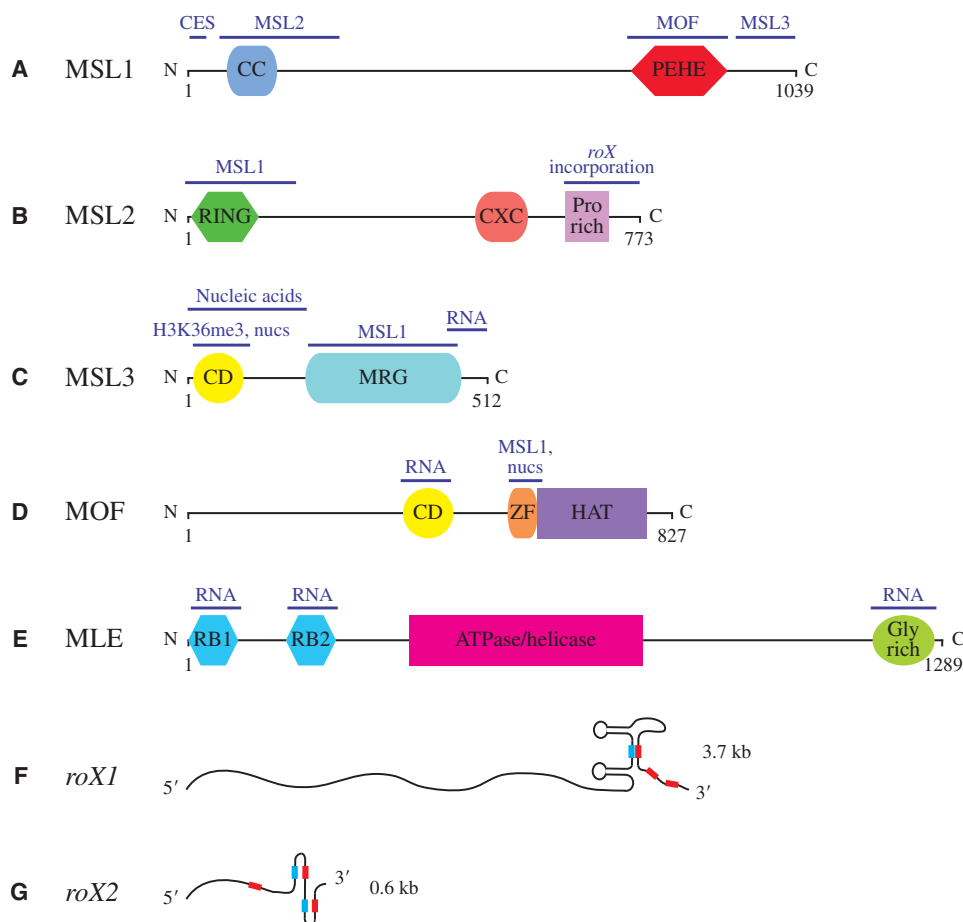 CES MSL2 MOF MSL3
A MSL1 N CC PEHE C
1 1039
roX
MSL1 incorporation
B MSL2 N RING CXC Pro rich C
1 773
Nucleic acids
RNA
H3K36me3, nucs MSL1
C MSL3 N CD MRG C
1 512
MSL1,
RNA nucs
D MOF N CD ZF HAT C
1 827
RNA RNA RNA
E MLE N RB1 RB2 ATPase/helicase Gly rich C
1 1289
3.7 kb
F roX1 5′ 3′
G roX2 5′ 3′ 0.6 kb